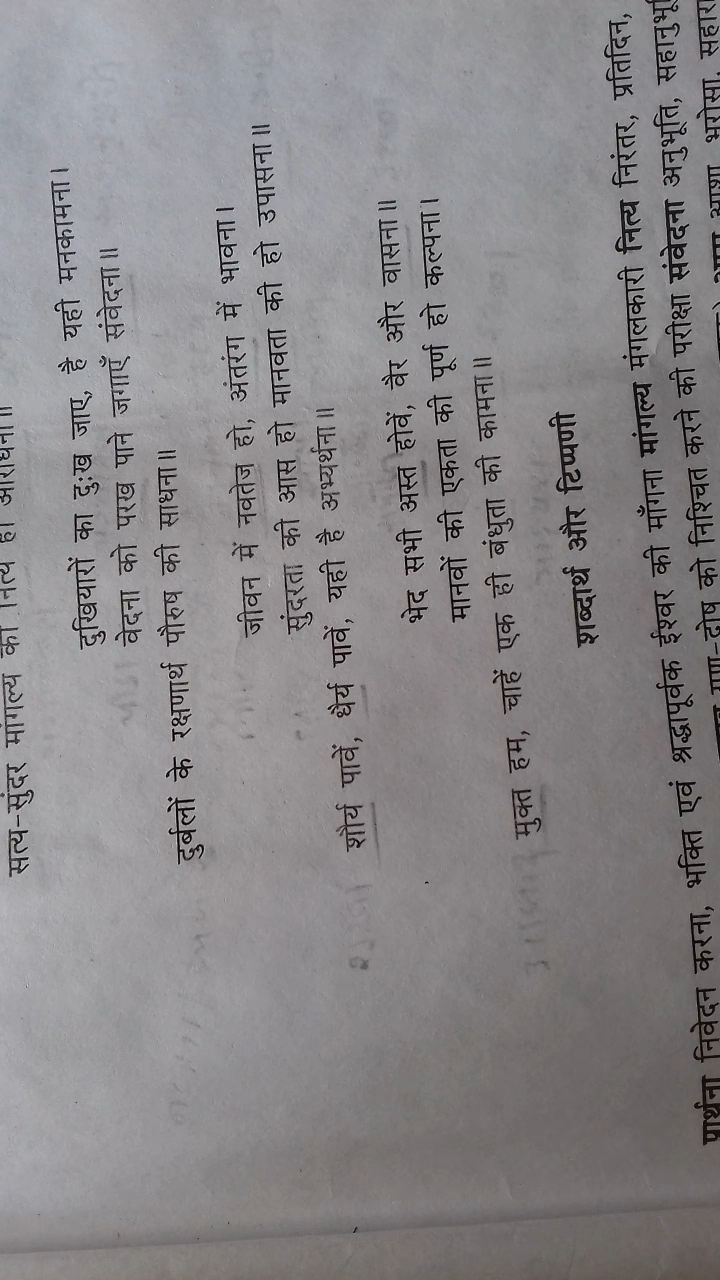 सत्य-सुंदर मांगल्य की नित्य हो आराधना॥
दुखियारों का दुःख जाए, है यही मनकामना।
वेदना को परख पाने जगाएँ संवेदना॥
दुर्बलों के रक्षणार्थ पौरुष की साधना॥
जीवन में नवतेज हो, अंतरंग में भावना।
सुंदरता की आस हो मानवता की हो उपासना॥
शौर्य पावें, धैर्य पावें, यही है अभ्यर्थना॥
भेद सभी अस्त होवें, वैर और वासना॥
मानवों की एकता की पूर्ण हो कल्पना।
मुक्त हम, चाहें एक ही बंधुता की कामना॥
शब्दार्थ और टिप्पणी
प्रार्थना निवेदन करना, भक्ति एवं श्रद्धापूर्वक ईश्वर की माँगना मांगल्य मंगलकारी नित्य निरंतर, प्रतिदिन,
गुण-दोष को निश्चित करने की परीक्षा संवेदना अनुभूति,
आशा भरोसा,